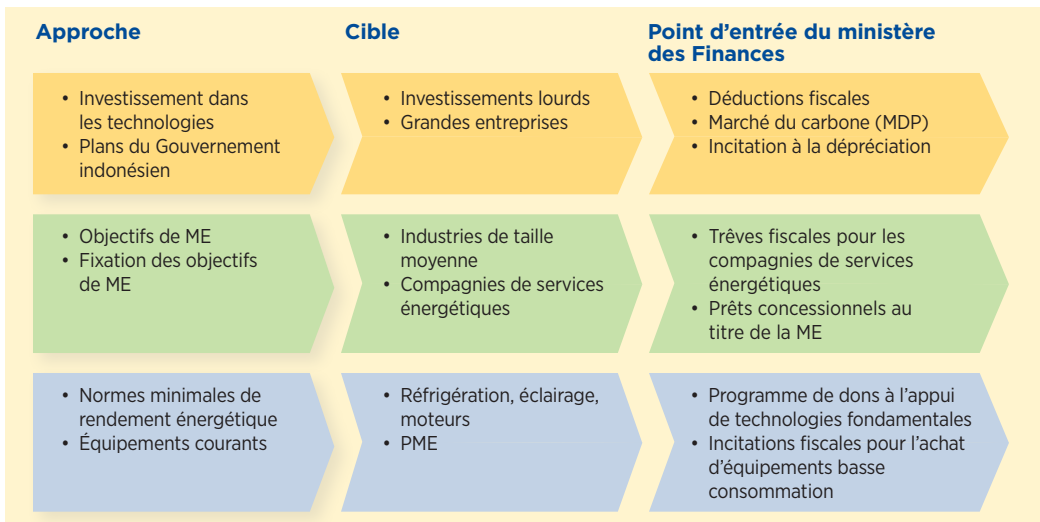 Approche
Cible
Point d’entrée du ministère
des Finances
• Investissement dans
les technologies
• Plans du Gouvernement
indonésien
• Investissements lourds
• Grandes entreprises
• Déductions fiscales
• Marché du carbone (MDP)
• Incitation à la dépréciation
• Objectifs de ME
• Fixation des objectifs
de ME
• Industries de taille
moyenne
• Compagnies de services
énergétiques
• Trêves fiscales pour les
compagnies de services
énergétiques
• Prêts concessionnels au
titre de la ME
• Normes minimales de
rendement énergétique
• Équipements courants
• Réfrigération, éclairage,
moteurs
• PME
• Programme de dons à l’appui
de technologies fondamentales
• Incitations fiscales pour l’achat
d’équipements basse
consommation